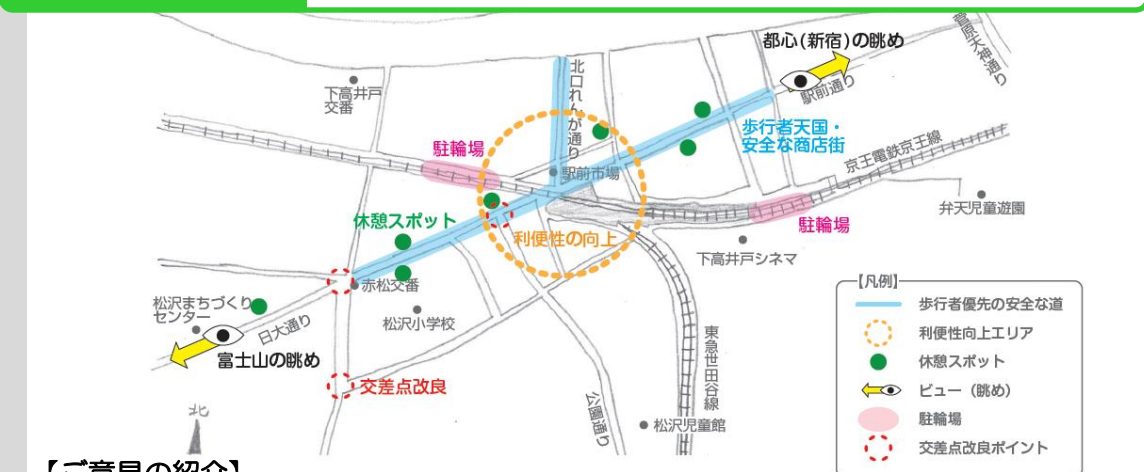 都心(新宿)の眺め
菅原天神通り
駅前通り
北口れんが通り
下高井戸
交番
歩行者天国・
安全な商店街
駐輪場
京王電鉄京王線
駅前市場
弁天児童遊園
休憩スポット
利便性の向上
駐輪場
下高井戸シネマ
赤松交番
松沢まちづくり
センター
日大通り
松沢小学校
富士山の眺め
交差点改良
東急世田谷線
公園通り
松沢児童館
北
【凡例】
歩行者優先の安全な道
利便性向上エリア
休憩スポット
ビュー（眺め）
駐輪場
交差点改良ポイント
【ご意見の紹介】